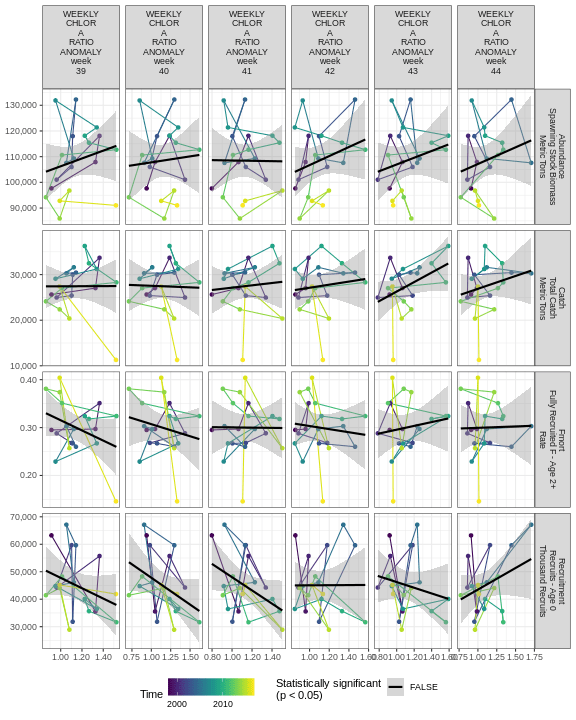 WEEKLY CHLOR A RATIO ANOMALY week 39
WEEKLY CHLOR A RATIO ANOMALY week 40
WEEKLY CHLOR A RATIO ANOMALY week 41
WEEKLY CHLOR A RATIO ANOMALY week 42
WEEKLY CHLOR A RATIO ANOMALY week 43
WEEKLY CHLOR A RATIO ANOMALY week 44
130,000
120,000
110,000
100,000
90,000
Abundance
Spawning Stock Biomass
Metric Tons
30,000
20,000
10,000
Catch
Total Catch
Metric Tons
0.40
0.30
0.20
Fmort
Fully Recruited F - Age 2+
Rate
70,000
60,000
50,000
40,000
30,000
Recruitment
Recruits - Age 0
Thousand Recruits
1.00 1.20 1.40
0.75 1.00 1.25 1.50
0.80 1.00 1.20 1.40
1.00 1.20 1.40 1.60
0.80 1.00 1.20 1.40 1.60
0.75 1.00 1.25 1.50 1.75
Time
2000 2010
Statistically significant
(p < 0.05)
FALSE